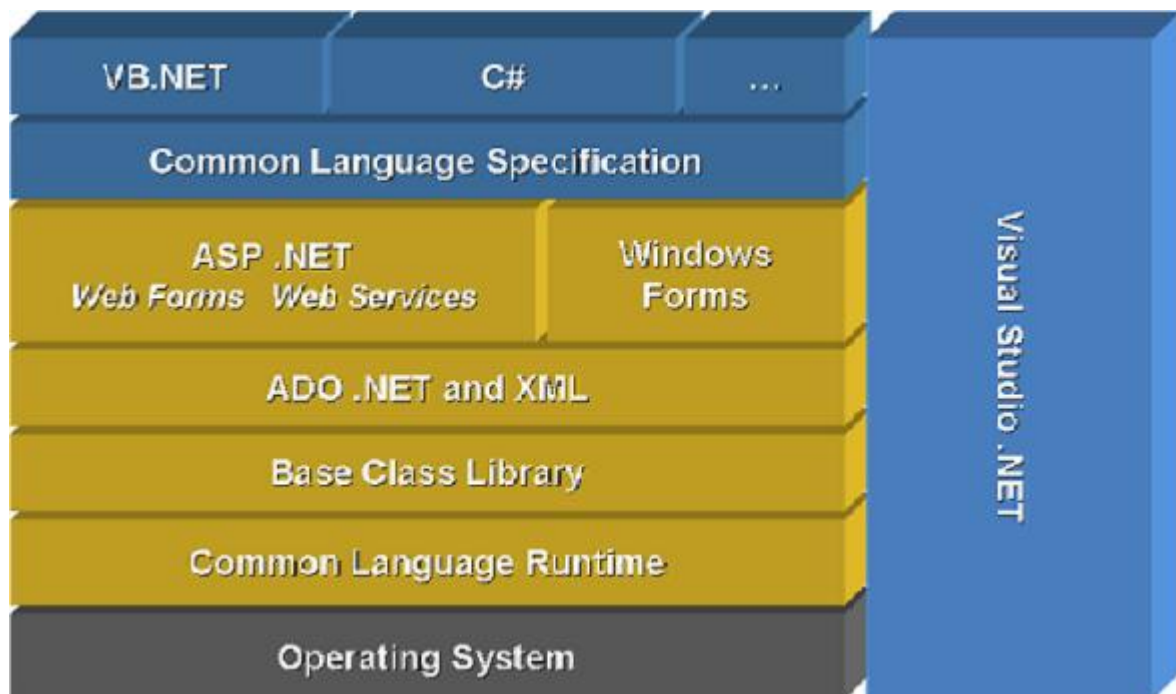 VB.NET
C#
...
Common Language Specification
ASP .NET
Web Forms Web Services
Windows
Forms
ADO .NET and XML
Base Class Library
Common Language Runtime
Operating System
Visual Studio .NET